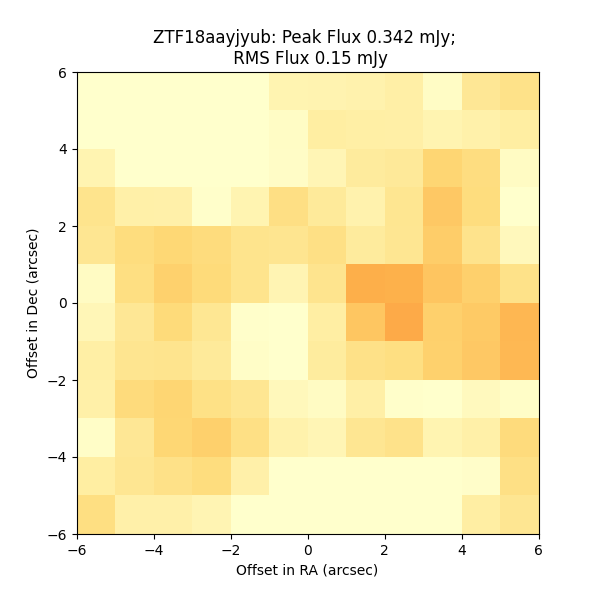 ZTF18aayjyub: Peak Flux 0.342 mJy;
RMS Flux 0.15 mJy
6
4
2
0
−2
−4
−6
Offset in Dec (arcsec)
−6 −4 −2 0 2 4 6
Offset in RA (arcsec)